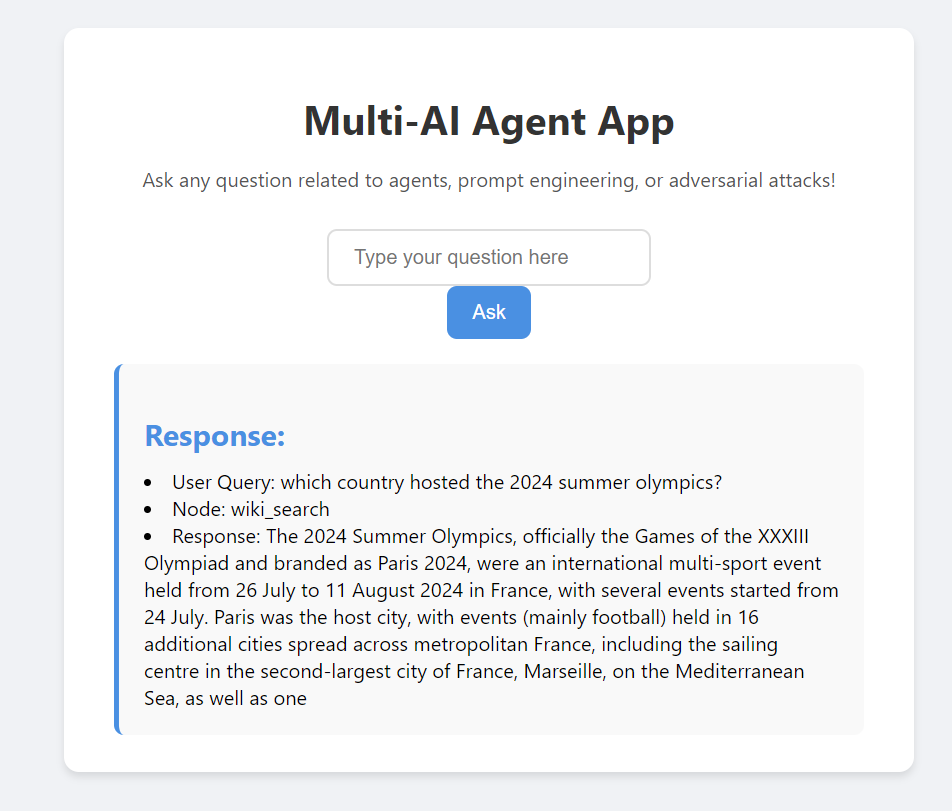 Multi-AI Agent App
Ask any question related to agents, prompt engineering, or adversarial attacks!
Type your question here
Ask
Response:
• User Query: which country hosted the 2024 summer olympics?
• Node: wiki_search
• Response: The 2024 Summer Olympics, officially the Games of the XXXIII
Olympiad and branded as Paris 2024, were an international multi-sport event
held from 26 July to 11 August 2024 in France, with several events started from
24 July. Paris was the host city, with events (mainly football) held in 16
additional cities spread across metropolitan France, including the sailing
centre in the second-largest city of France, Marseille, on the Mediterranean
Sea, as well as one